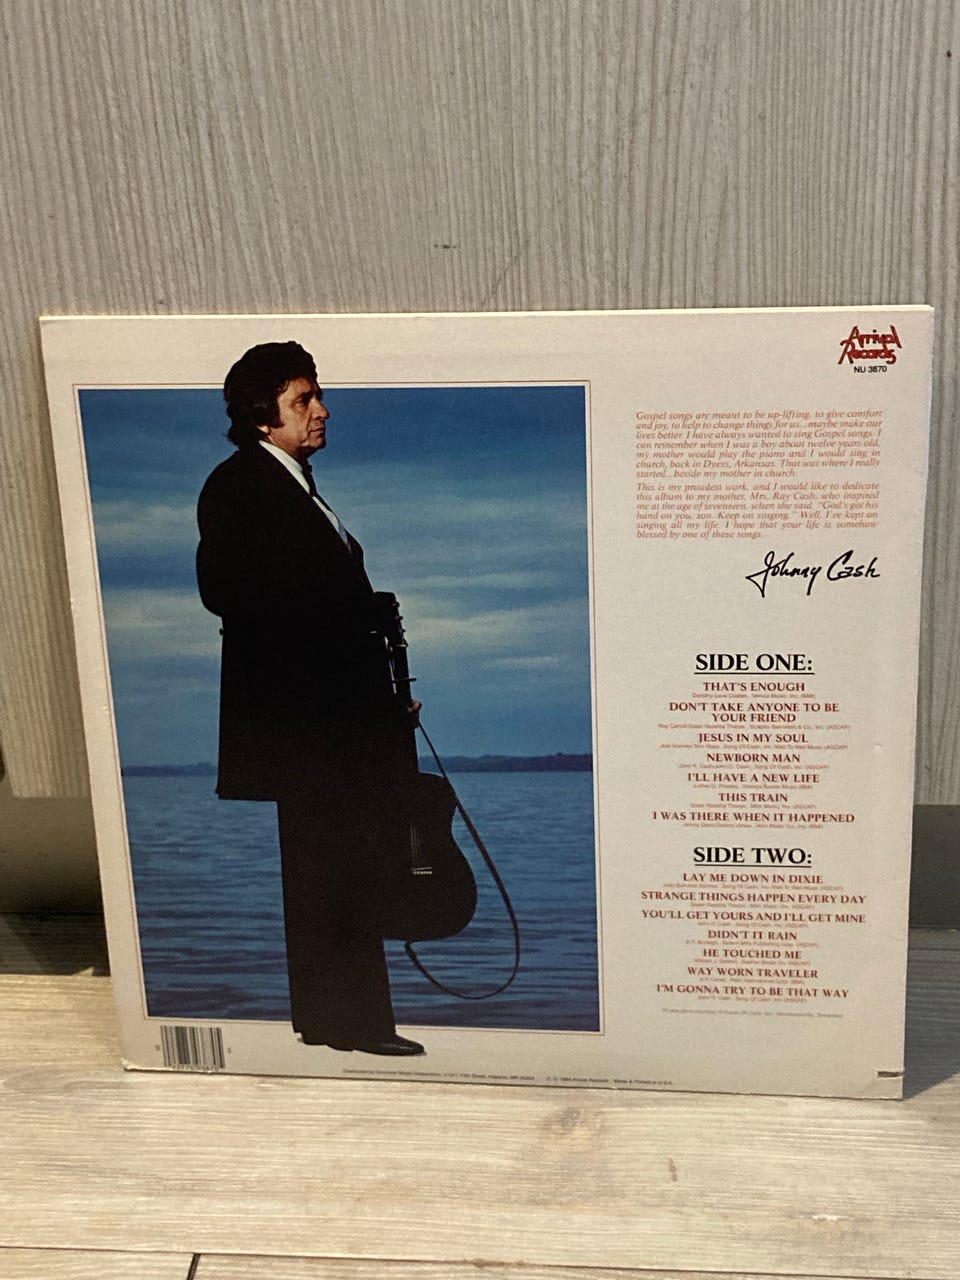 Arrival
Records
NU 3870
Gospel songs are meant to be up-lifting, to give comfort
and joy, to help to change things for us...maybe make our
lives better. I have always wanted to sing Gospel songs. I
can remember when I was a boy about twelve years old,
my mother would play the piano and I would sing in
church, back in Dyess, Arkansas. That was where I really
started...beside my mother in church.
This is my proudest work, and I would like to dedicate
this album to my mother, Mrs. Ray Cash, who inspired
me at the age of seventeen, when she said, "God's got his
hand on you, son. Keep on singing." Well, I've kept on
singing all my life. I hope that your life is somehow
blessed by one of these songs.
Johnny Cash
SIDE ONE:
THAT'S ENOUGH
DON'T TAKE ANYONE TO BE
YOUR FRIEND
JESUS IN MY SOUL
NEWBORN MAN
I'LL HAVE A NEW LIFE
THIS TRAIN
I WAS THERE WHEN IT HAPPENED
SIDE TWO:
LAY ME DOWN IN DIXIE
STRANGE THINGS HAPPEN EVERY DAY
YOU'LL GET YOURS AND I'LL GET MINE
DIDN'T IT RAIN
HE TOUCHED ME
WAY WORN TRAVELER
I'M GONNA TRY TO BE THAT WAY